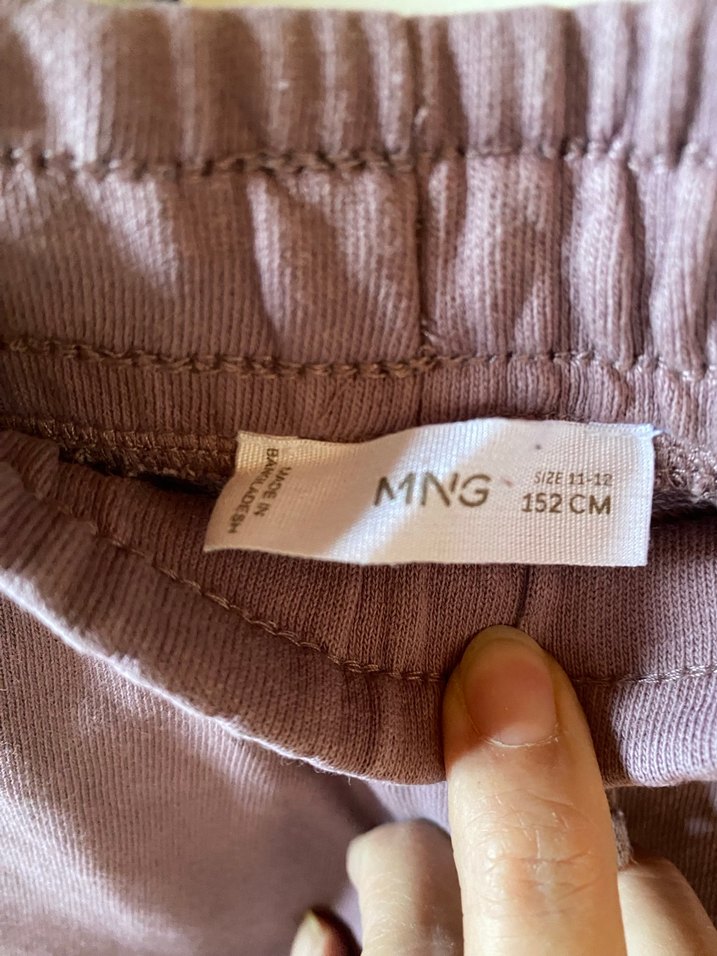 MADE IN
BANGLADESH
MNG
SIZE 11-12
152 CM